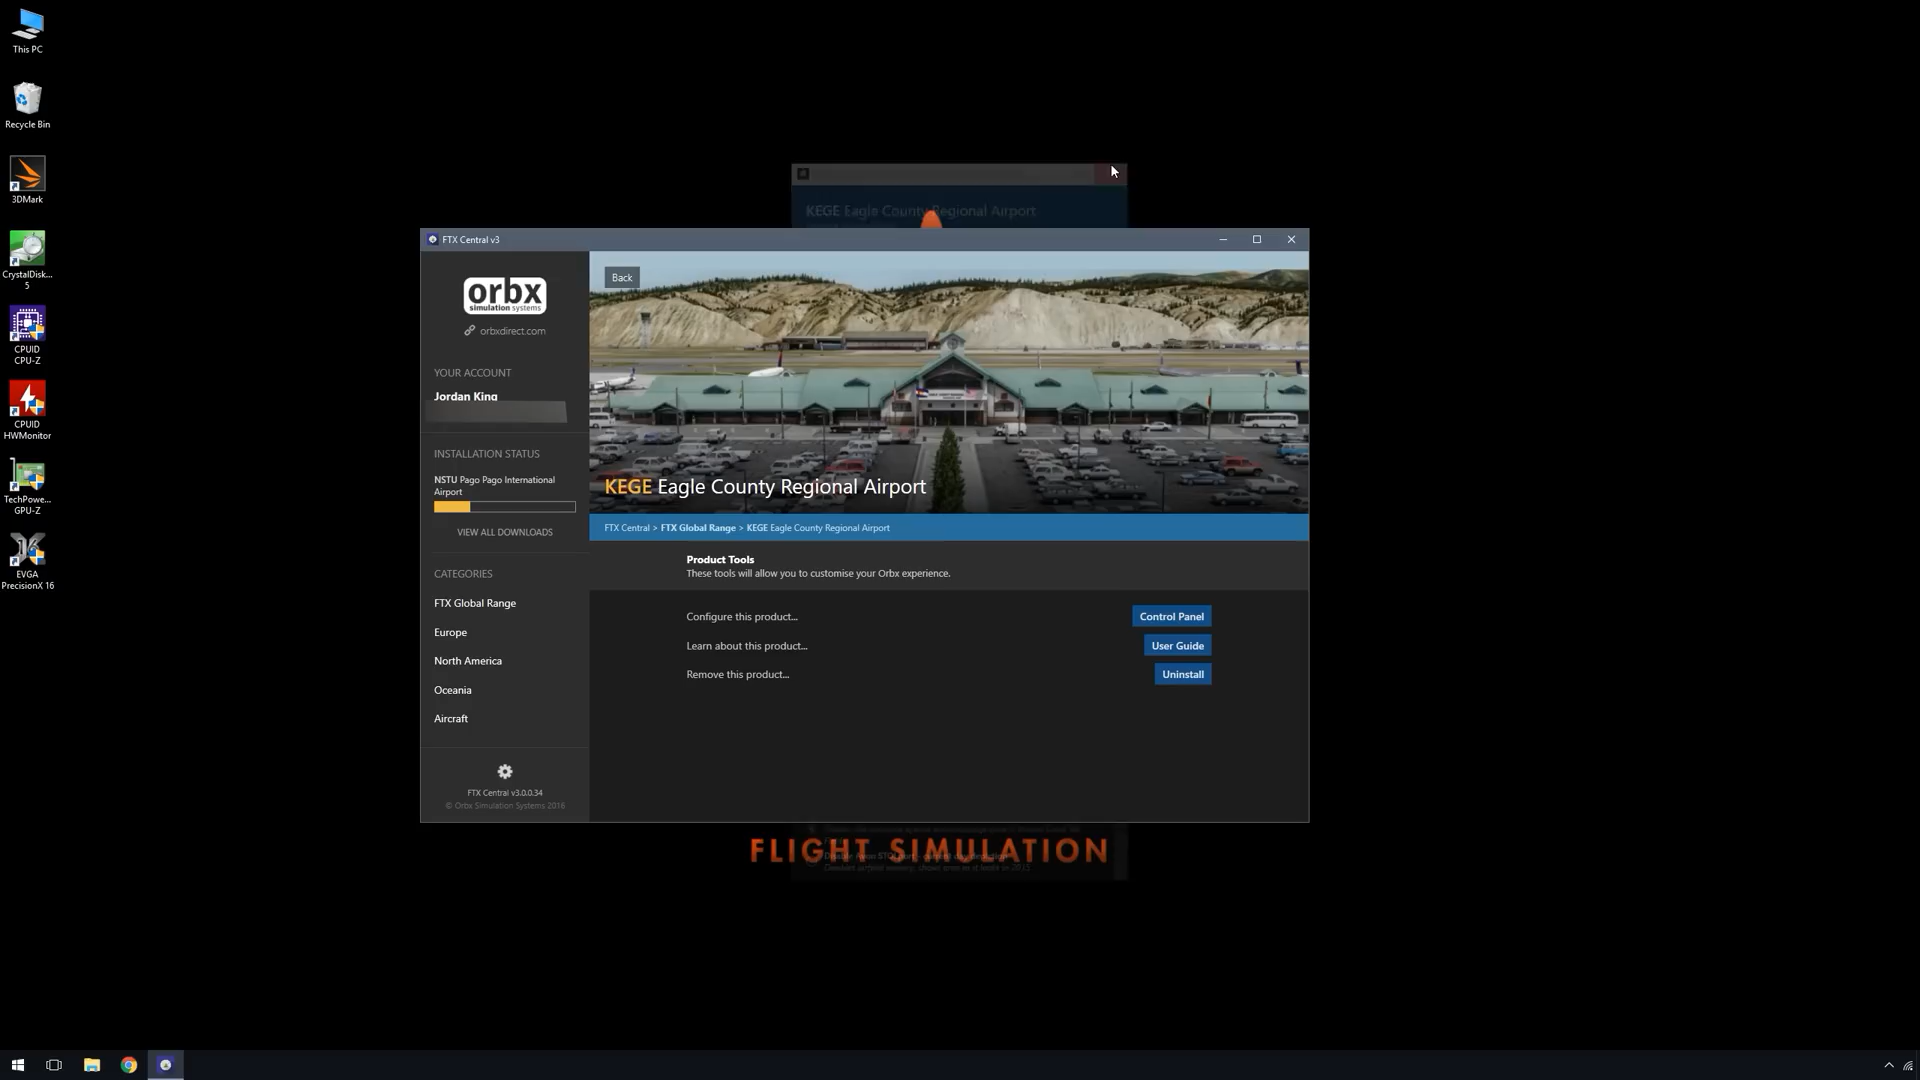 This PC
Recycle Bin
3DMark
CrystalDisk...
5
CPUID
CPU-Z
CPUID
HWMonitor
TechPowe...
GPU-Z
EVGA
PrecisionX 16
KEGE Eagle County Regional Airport
FTX Central v3
orbx
simulation systems
orbxdirect.com
YOUR ACCOUNT
Jordan King
INSTALLATION STATUS
NSTU Pago Pago International
Airport
VIEW ALL DOWNLOADS
CATEGORIES
FTX Global Range
Europe
North America
Oceania
Aircraft
FTX Central v3.0.0.34
© Orbx Simulation Systems 2016
Back
KEGE Eagle County Regional Airport
FTX Central > FTX Global Range > KEGE Eagle County Regional Airport
Product Tools
These tools will allow you to customise your Orbx experience.
Configure this product...
Control Panel
Learn about this product...
User Guide
Remove this product...
Uninstall
FLIGHT SIMULATION